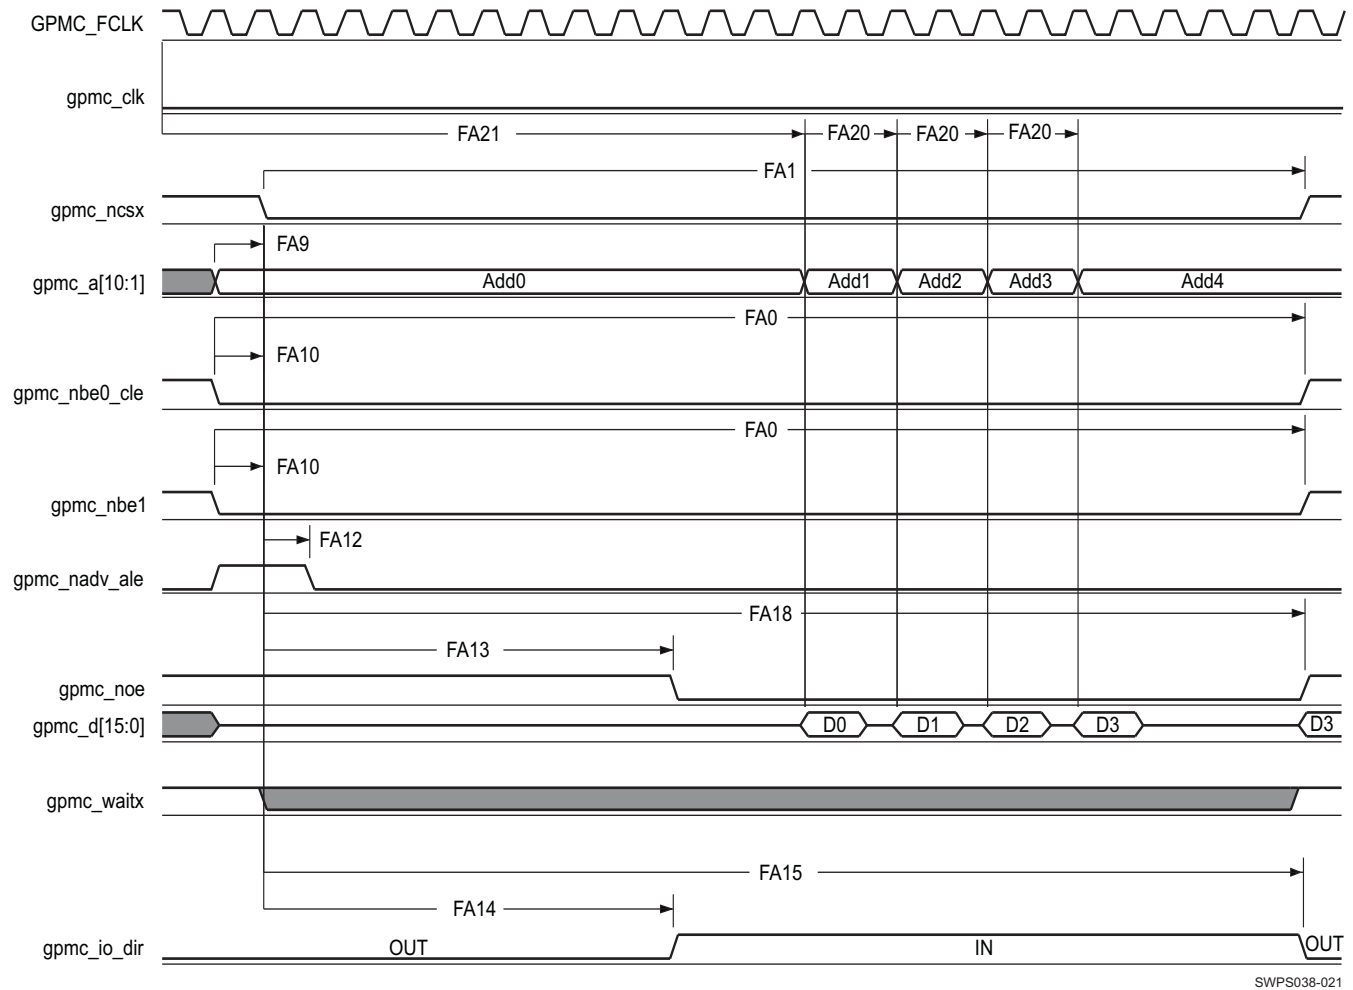 GPMC_FCLK
gpmc_clk
FA21 FA20 FA20 FA20
FA1
gpmc_ncsx
FA9
gpmc_a[10:1] Add0 Add1 Add2 Add3 Add4
FA0
FA10
gpmc_nbe0_cle
FA0
FA10
gpmc_nbe1
FA12
gpmc_nadv_ale
FA18
FA13
gpmc_noe
gpmc_d[15:0] D0 D1 D2 D3 D3
gpmc_waitx
FA15
FA14
gpmc_io_dir OUT IN OUT
SWPS038-021